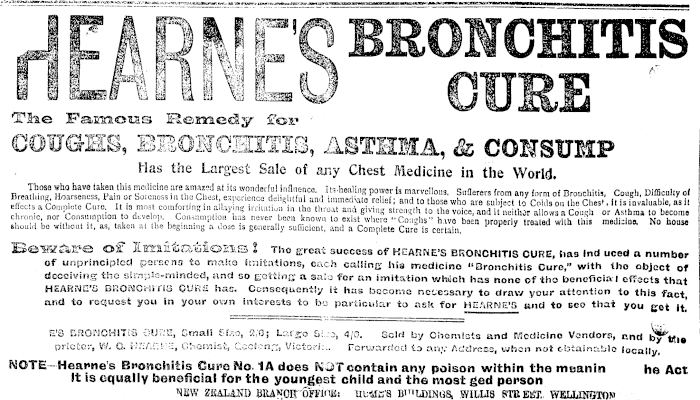 HEARNE'S BRONCHITIS
CURE
The Famous Remedy for
COUGHS, BRONCHITIS, ASTHMA, & CONSUMP
Has the Largest Sale of any Chest Medicine in the World.
Those who have taken this medicine are amazed at its wonderful influence. Its healing power is marvellous. Sufferers from any form of Bronchitis, Cough, Difficulty of
Breathing, Hoarseness, Pain or Soreness in the Chest, experience delightful and immediate relief; and to those who are subject to Colds on the Chest, it is invaluable, as it
effects a Complete Cure. It is most comforting in allaying irritation in the throat and giving strength to the voice, and it neither allows a Cough or Asthma to become
chronic, nor Consumption to develop. Consumption has never been known to exist where "Coughs" have been properly treated with this medicine. No house
should be without it, as, taken at the beginning a dose is generally sufficient, and a Complete Cure is certain.
Beware of Imitations! The great success of HEARNE'S BRONCHITIS CURE, has induced a number
of unprincipled persons to make imitations, each calling his medicine "Bronchitis Cure," with the object of
deceiving the simple-minded, and so getting a sale for an imitation which has none of the beneficial effects that
HEARNE'S BRONCHITIS CURE has. Consequently it has become necessary to draw your attention to this fact,
and to request you in your own interests to be particular to ask for HEARNE'S and to see that you get it.
E'S BRONCHITIS CURE, Small Size, 2/6; Large Size, 4/6. Sold by Chemists and Medicine Vendors, and by the
prietor, W. G. HEARNE, Chemist, Geelong, Victoria. Forwarded to any Address, when not obtainable locally.
NOTE—Hearne's Bronchitis Cure No. 1A does NOT contain any poison within the meanin he Act
It is equally beneficial for the youngest child and the most ged person
NEW ZEALAND BRANCH OFFICE: HUME'S BUILDINGS, WILLIS STREET, WELLINGTON